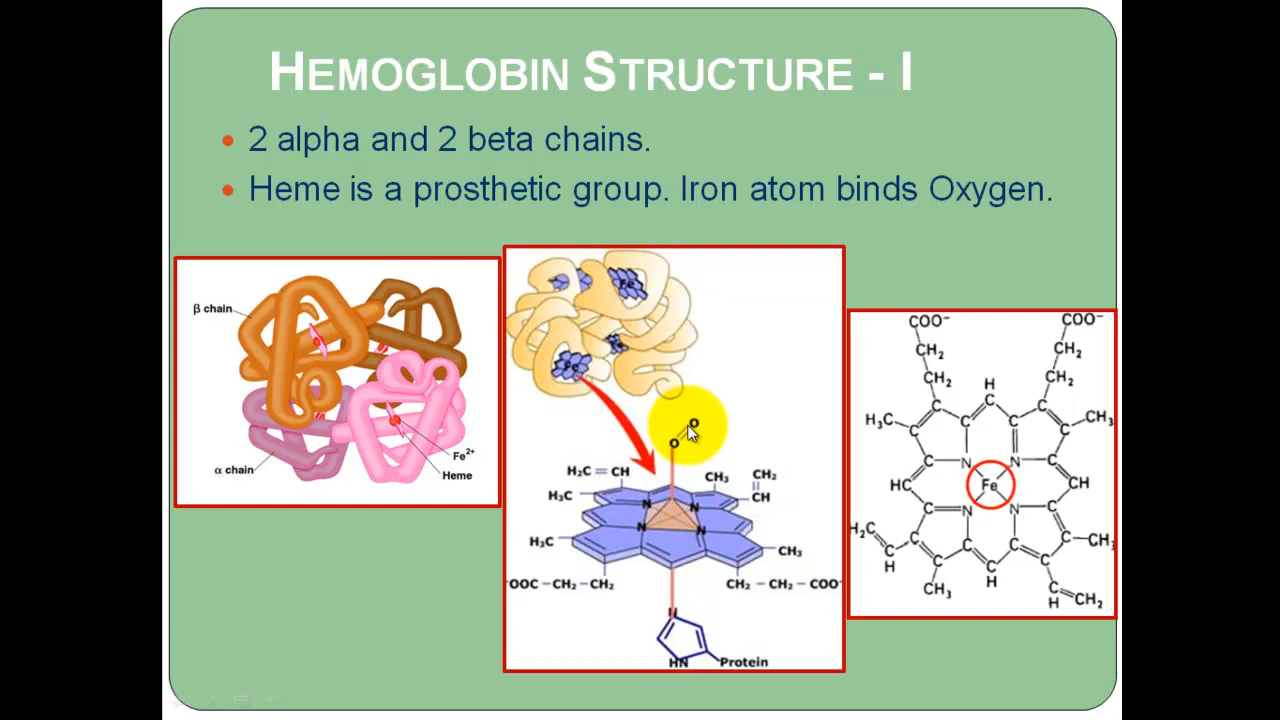 HEMOGLOBIN STRUCTURE - I
2 alpha and 2 beta chains.
Heme is a prosthetic group. Iron atom binds Oxygen.
β chain
α chain
Fe2+
Heme
Fe
Fe
O
O
H₂C=CH
CH₃
CH₂
CH
H₃C
N
N
N
N
H₃C
CH₃
⁻OOC–CH₂–CH₂
CH₂–CH₂–COO⁻
N
HN
Protein
COO⁻
COO⁻
CH₂
CH₂
CH₂
CH₂
H
C
H₃C
C
C
C
C
CH₃
C
C
C
N
N
C
HC
Fe
CH
C
N
N
C
H₂C
C
C
C
C
C
CH₃
C
H
C
C
CH₃
H
C
H
CH₂